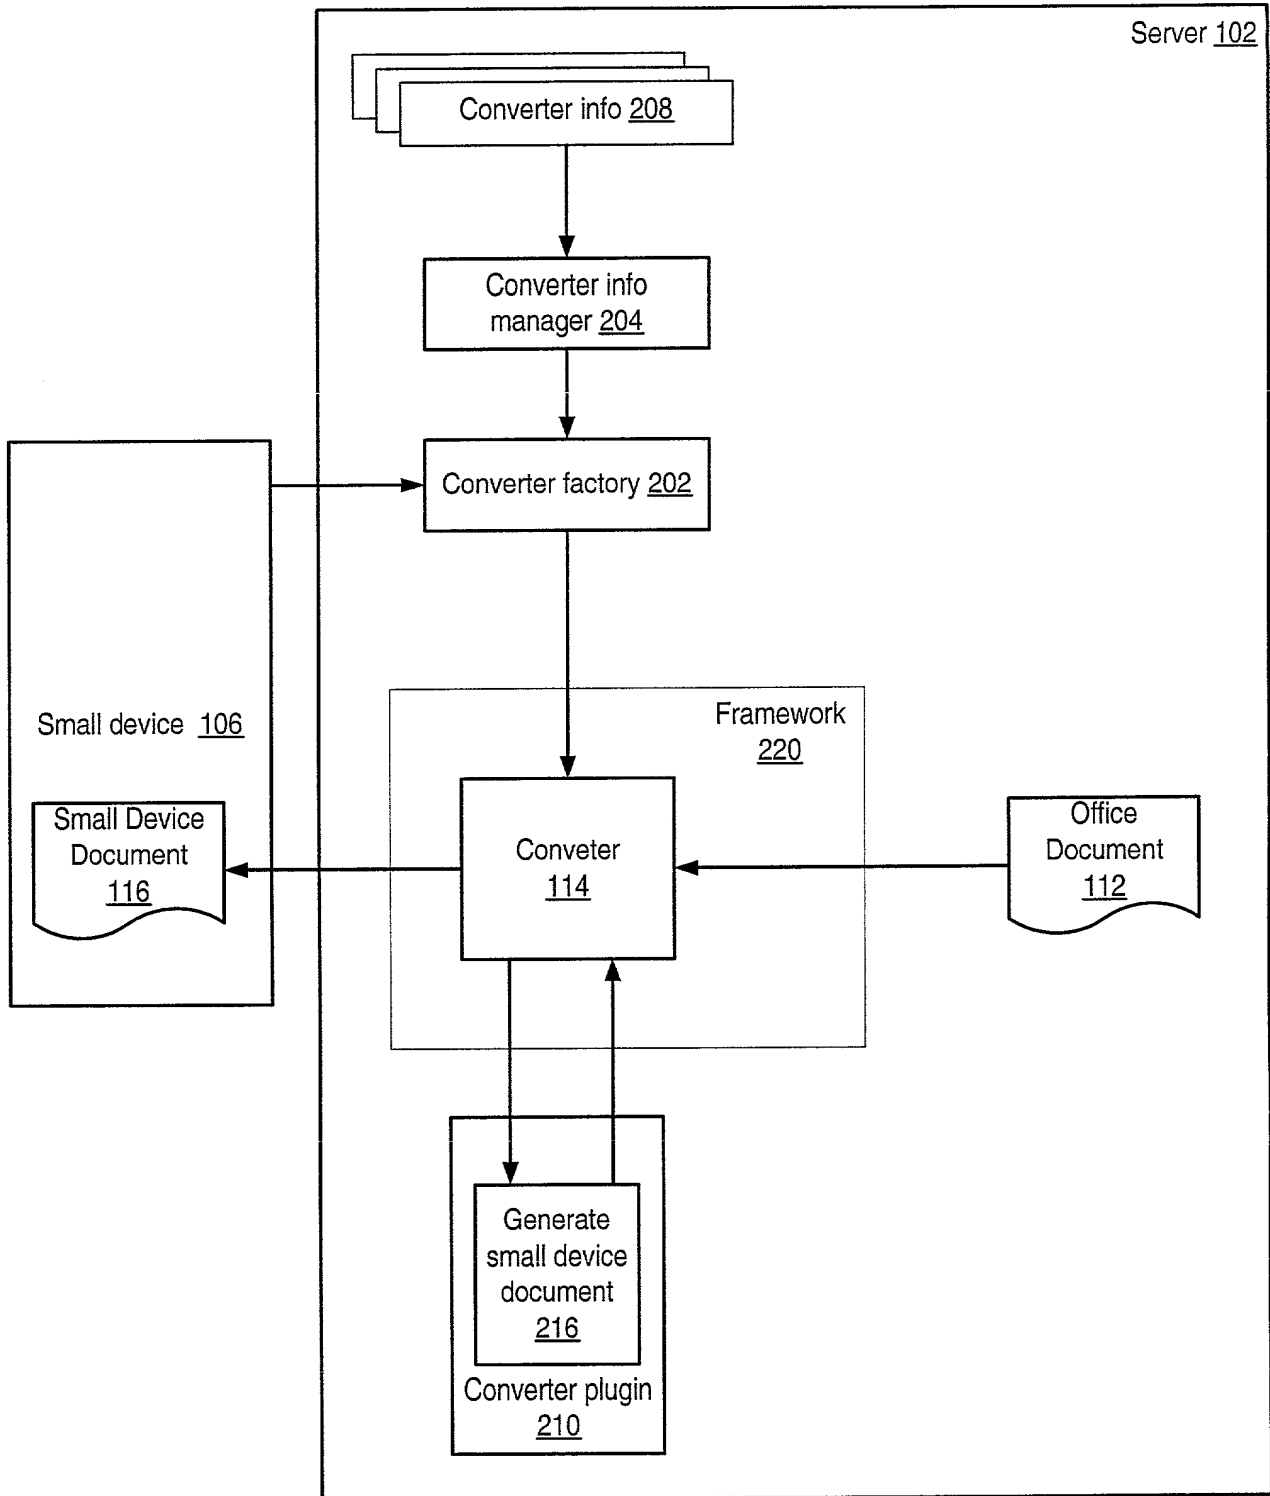 Server 102
Converter info 208
Converter info
manager 204
Converter factory 202
Small device 106
Framework
220
Small Device
Document
116
Conveter
114
Office
Document
112
Generate
small device
document
216
Converter plugin
210